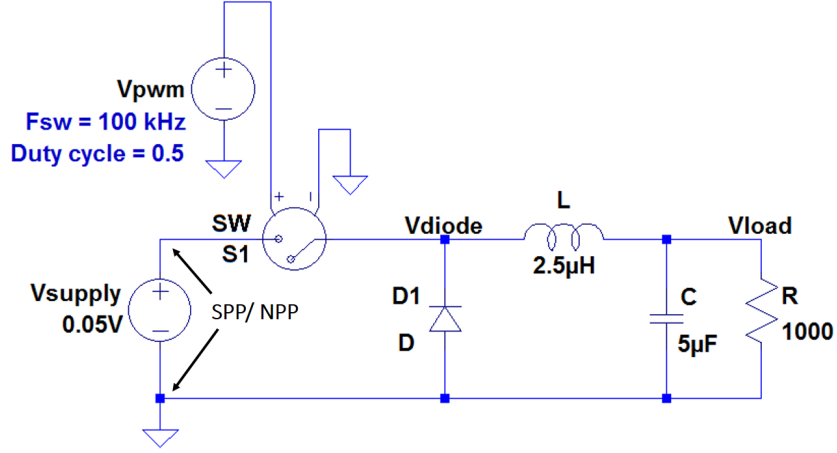 Vpwm
Fsw = 100 kHz
Duty cycle = 0.5
SW
S1
Vdiode
L
2.5µH
Vload
Vsupply
0.05V
SPP/ NPP
D1
D
C
5µF
R
1000